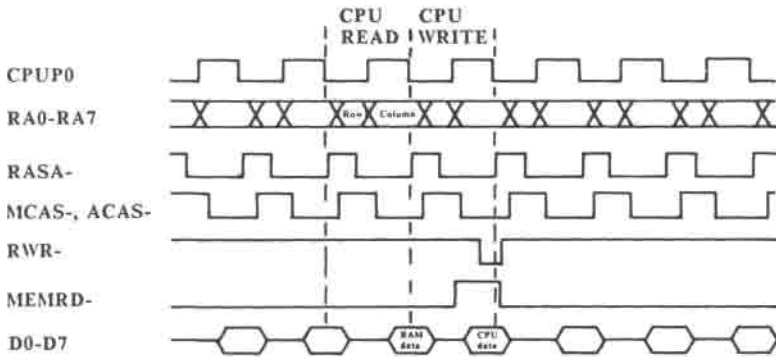 CPU CPU
READ WRITE
CPUP0
RA0-RA7 Row Column
RASA-
MCAS-, ACAS-
RWR-
MEMRD-
D0-D7 RAM data CPU data